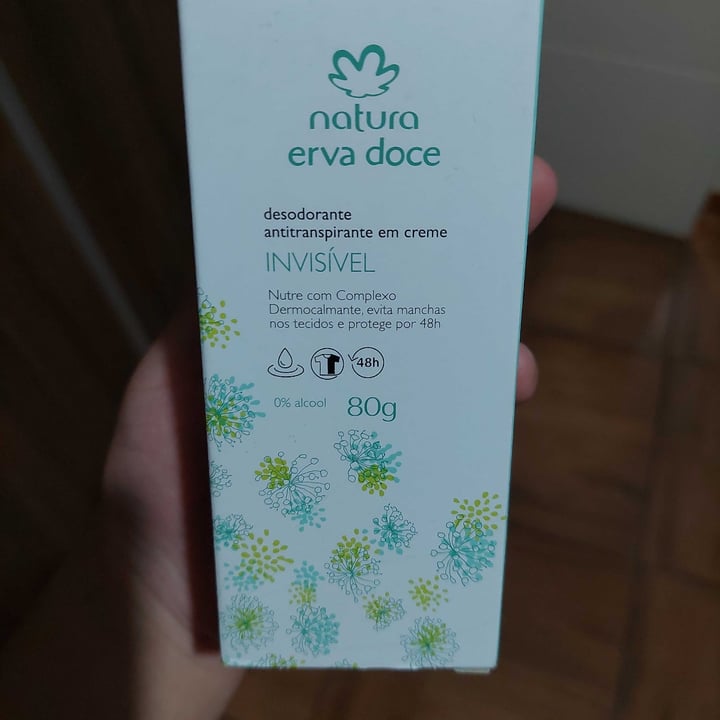 natura
erva doce
desodorante
antitranspirante em creme
INVISÍVEL
Nutre com Complexo
Dermocalmante, evita manchas
nos tecidos e protege por 48h
48h
0% alcool 80g